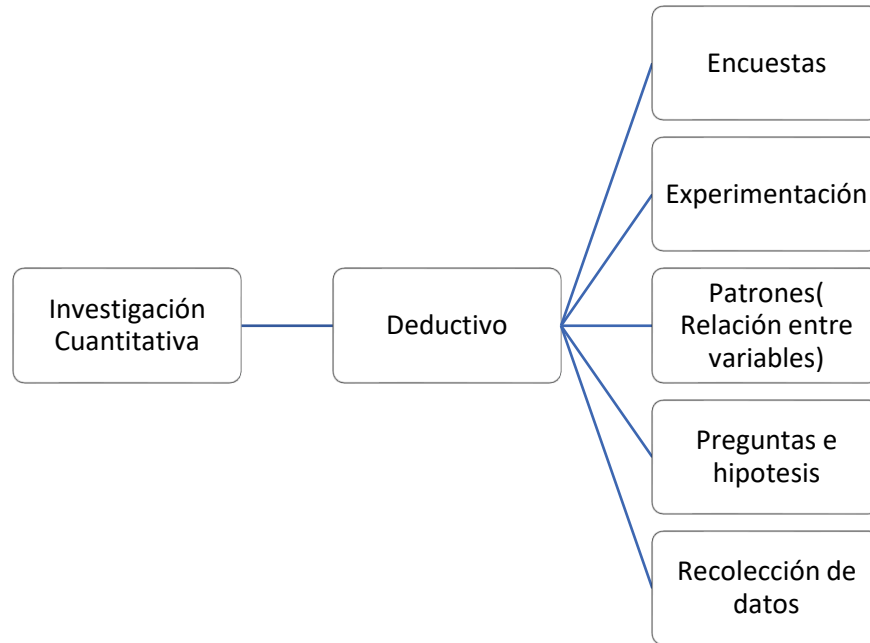 Investigación
Cuantitativa
Deductivo
Encuestas
Experimentación
Patrones(
Relación entre
variables)
Preguntas e
hipotesis
Recolección de
datos